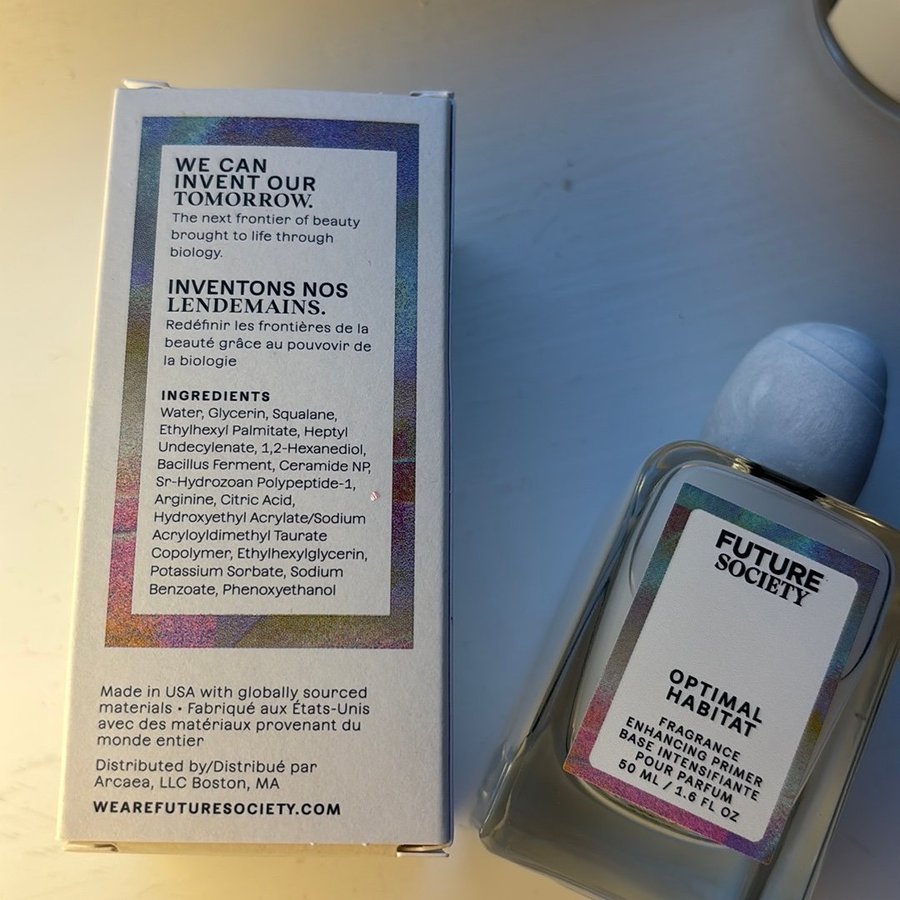 WE CAN
INVENT OUR
TOMORROW.
The next frontier of beauty
brought to life through
biology.
INVENTONS NOS
LENDEMAINS.
Redéfinir les frontières de la
beauté grâce au pouvovir de
la biologie
INGREDIENTS
Water, Glycerin, Squalane,
Ethylhexyl Palmitate, Heptyl
Undecylenate, 1,2-Hexanediol,
Bacillus Ferment, Ceramide NP,
Sr-Hydrozoan Polypeptide-1,
Arginine, Citric Acid,
Hydroxyethyl Acrylate/Sodium
Acryloyldimethyl Taurate
Copolymer, Ethylhexylglycerin,
Potassium Sorbate, Sodium
Benzoate, Phenoxyethanol
Made in USA with globally sourced
materials • Fabriqué aux États-Unis
avec des matériaux provenant du
monde entier
Distributed by/Distribué par
Arcaea, LLC Boston, MA
WEAREFUTURESOCIETY.COM
FUTURE
SOCIETY
OPTIMAL
HABITAT
FRAGRANCE
ENHANCING PRIMER
BASE INTENSIFIANTE
POUR PARFUM
50 ML / 1.6 FL OZ